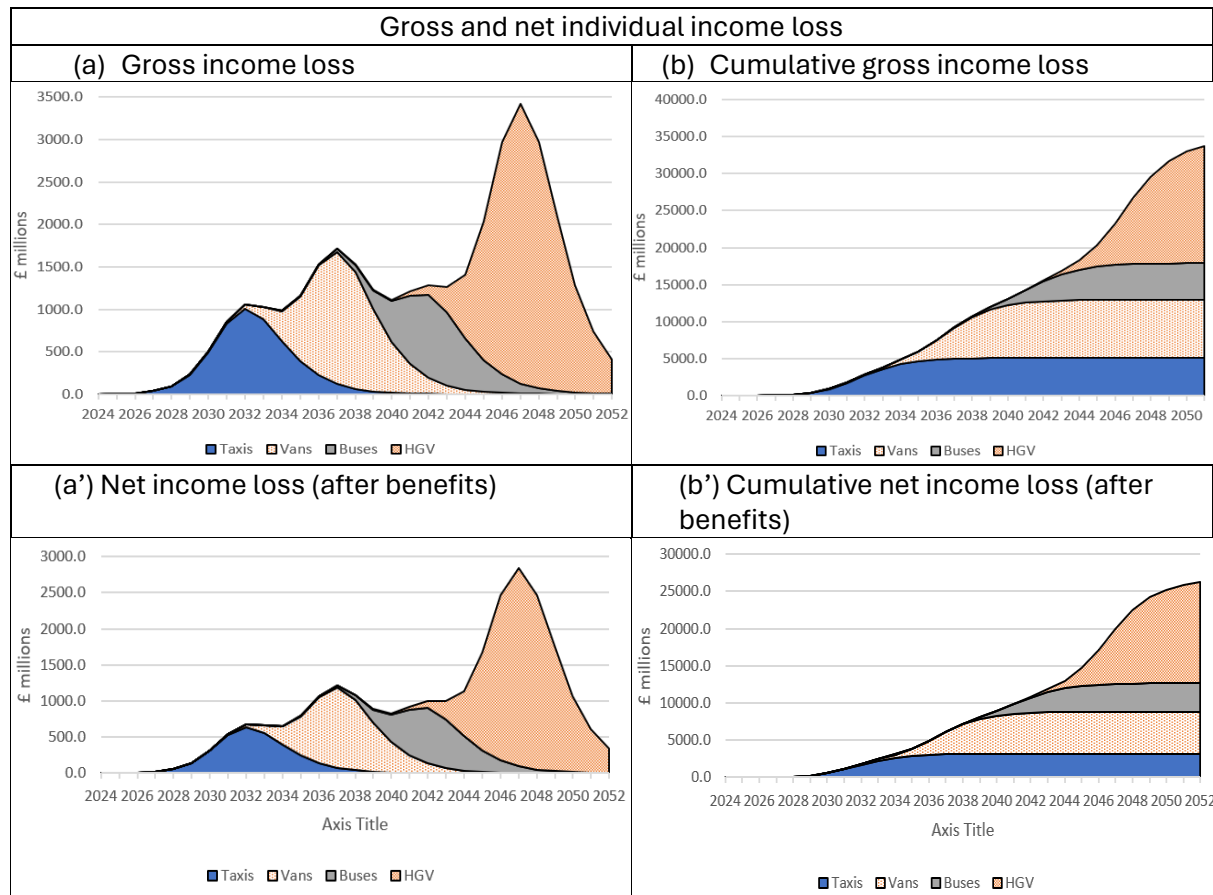 Gross and net individual income loss
(a) Gross income loss
(b) Cumulative gross income loss
3500.0
3000.0
2500.0
2000.0
1500.0
1000.0
500.0
0.0
£ millions
2024 2026 2028 2030 2032 2034 2036 2038 2040 2042 2044 2046 2048 2050 2052
Taxis Vans Buses HGV
40000.0
35000.0
30000.0
25000.0
20000.0
15000.0
10000.0
5000.0
0.0
£ millions
2024 2026 2028 2030 2032 2034 2036 2038 2040 2042 2044 2046 2048 2050
Taxis Vans Buses HGV
(a’) Net income loss (after benefits)
(b’) Cumulative net income loss (after
benefits)
3000.0
2500.0
2000.0
1500.0
1000.0
500.0
0.0
£ millions
2024 2026 2028 2030 2032 2034 2036 2038 2040 2042 2044 2046 2048 2050 2052
Axis Title
Taxis Vans Buses HGV
30000.0
25000.0
20000.0
15000.0
10000.0
5000.0
0.0
£ millions
2024 2026 2028 2030 2032 2034 2036 2038 2040 2042 2044 2046 2048 2050 2052
Axis Title
Taxis Vans Buses HGV